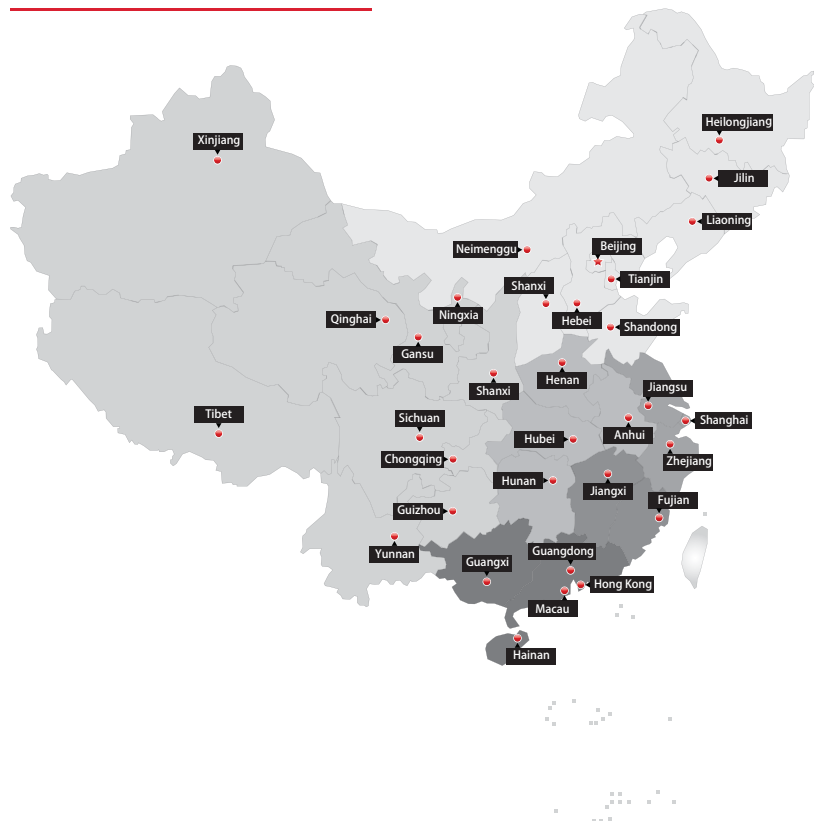 Heilongjiang
Xinjiang
Jilin
Liaoning
Neimenggu
Beijing
Tianjin
Shanxi
Ningxia
Qinghai
Hebei
Shandong
Gansu
Henan
Shanxi
Jiangsu
Tibet
Sichuan
Shanghai
Anhui
Hubei
Chongqing
Zhejiang
Hunan
Jiangxi
Fujian
Guizhou
Yunnan
Guangdong
Guangxi
Hong Kong
Macau
Hainan